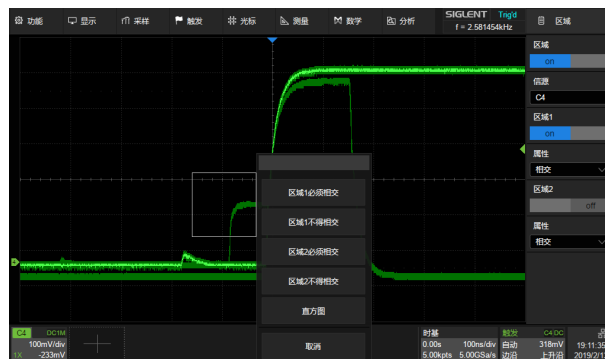 功能 显示 采样 触发 光标 测量 数学 分析 SIGLENT Trig'd 区域
f = 2.581454kHz
区域
on
信源
C4
区域1
on
属性
相交
区域2
off
属性
相交
区域1必须相交
区域1不得相交
区域2必须相交
区域2不得相交
直方图
取消
C4 DC1M
100mV/div
1X -233mV
时基
0.00s 100ns/div
5.00kpts 5.00GSa/s
触发 C4 DC
自动 318mV
边沿 上升沿
19:11:35